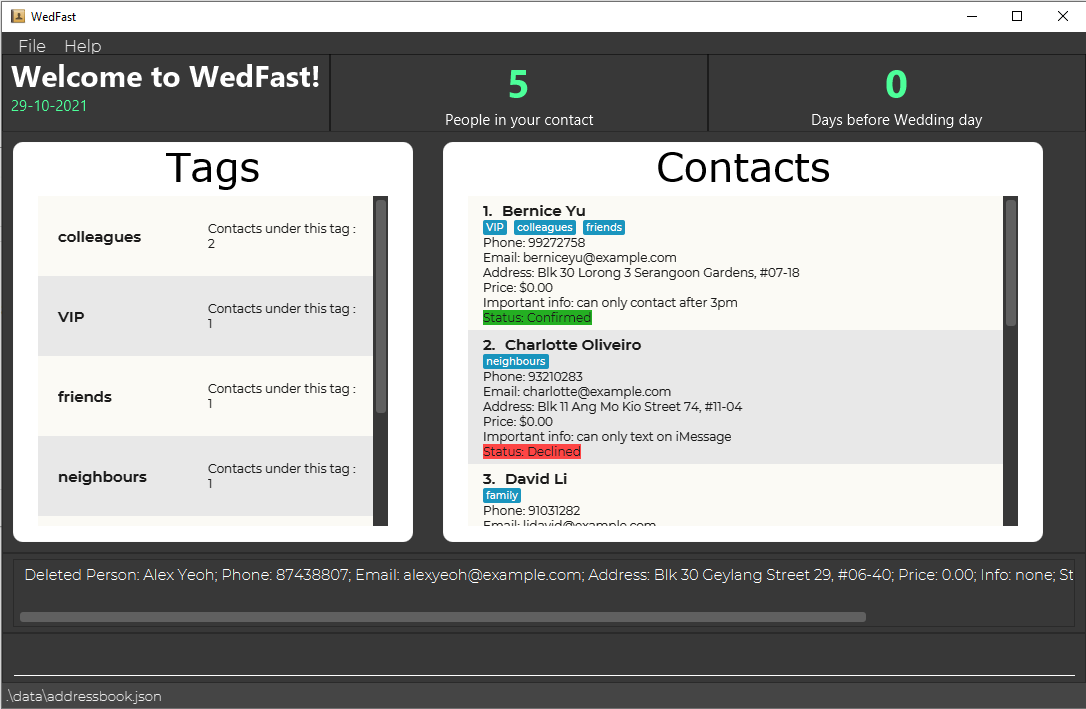 WedFast
File Help
Welcome to WedFast!
29-10-2021
5
People in your contact
0
Days before Wedding day
Tags
colleagues
Contacts under this tag :
2
VIP
Contacts under this tag :
1
friends
Contacts under this tag :
1
neighbours
Contacts under this tag :
1
Contacts
1. Bernice Yu
VIP colleagues friends
Phone: 99272758
Email: berniceyu@example.com
Address: Blk 30 Lorong 3 Serangoon Gardens, #07-18
Price: $0.00
Important info: can only contact after 3pm
Status: Confirmed
2. Charlotte Oliveiro
neighbours
Phone: 93210283
Email: charlotte@example.com
Address: Blk 11 Ang Mo Kio Street 74, #11-04
Price: $0.00
Important info: can only text on iMessage
Status: Declined
3. David Li
family
Phone: 91031282
Email: lidavid@example.com
Deleted Person: Alex Yeoh; Phone: 87438807; Email: alexyeoh@example.com; Address: Blk 30 Geylang Street 29, #06-40; Price: 0.00; Info: none; St
.\data\addressbook.json